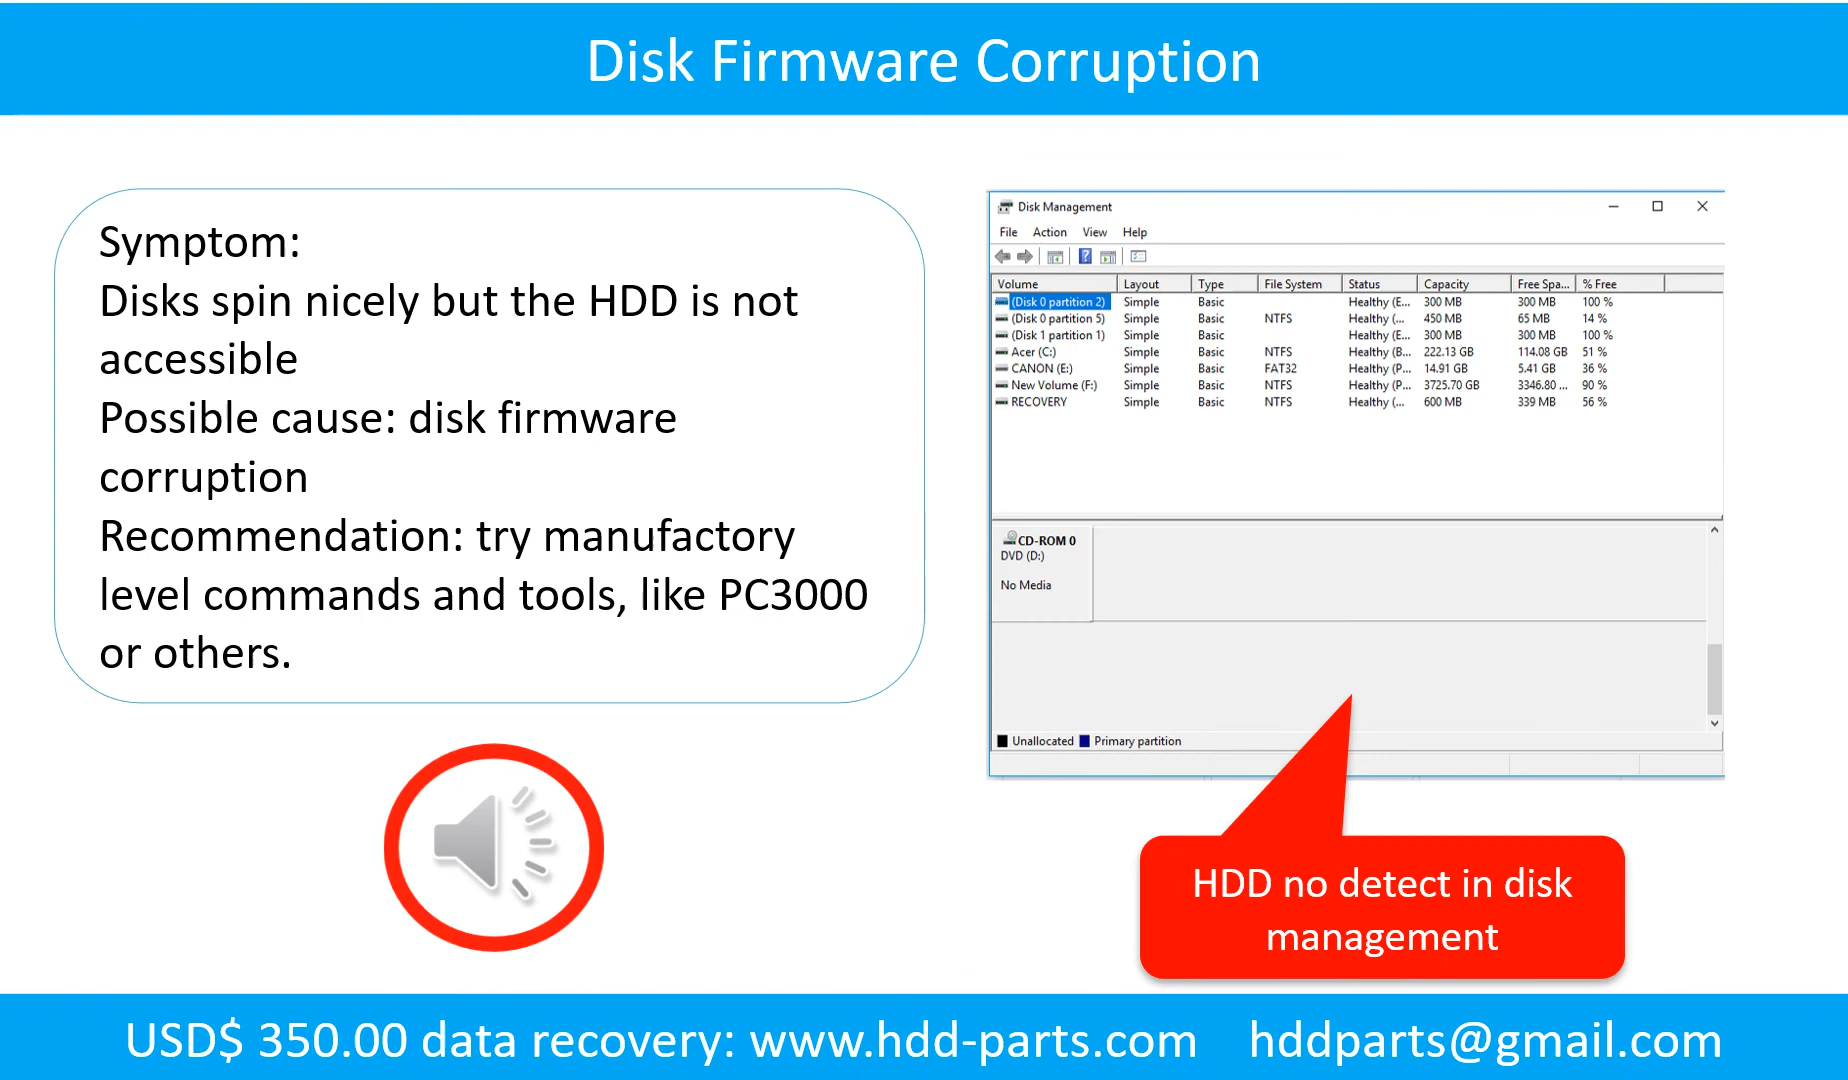 Disk Firmware Corruption
Symptom:
Disks spin nicely but the HDD is not
accessible
Possible cause: disk firmware
corruption
Recommendation: try manufactory
level commands and tools, like PC3000
or others.
Disk Management
File Action View Help
Volume Layout Type File System Status Capacity Free Spa... % Free
(Disk 0 partition 2) Simple Basic Healthy (E... 300 MB 300 MB 100 %
(Disk 0 partition 5) Simple Basic NTFS Healthy (... 450 MB 65 MB 14 %
(Disk 1 partition 1) Simple Basic Healthy (E... 300 MB 300 MB 100 %
Acer (C:) Simple Basic NTFS Healthy (B... 222.13 GB 114.08 GB 51 %
CANON (E:) Simple Basic FAT32 Healthy (P... 14.91 GB 5.41 GB 36 %
New Volume (F:) Simple Basic NTFS Healthy (P... 3725.70 GB 3346.80 ... 90 %
RECOVERY Simple Basic NTFS Healthy (... 600 MB 339 MB 56 %
CD-ROM 0
DVD (D:)
No Media
Unallocated Primary partition
HDD no detect in disk
management
USD$ 350.00 data recovery: www.hdd-parts.com hddparts@gmail.com